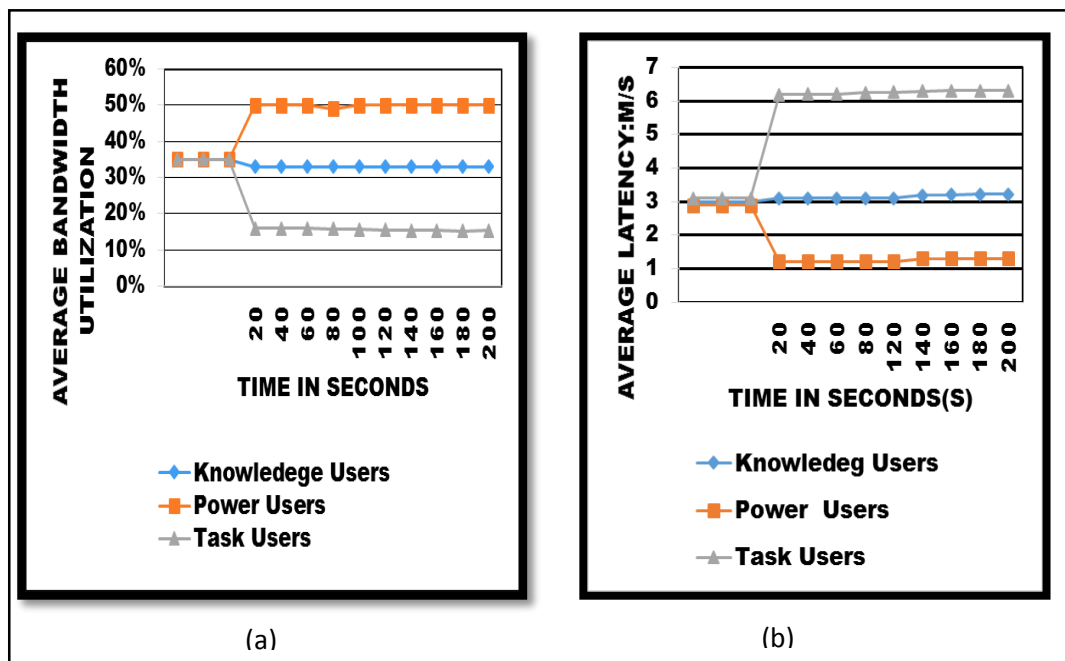 AVERAGE BANDWIDTH
UTILIZATION
60%
50%
40%
30%
20%
10%
0%
20
40
60
80
100
120
140
160
180
200
TIME IN SECONDS
Knowledege Users
Power Users
Task Users
(a)
AVERAGE LATENCY:M/S
7
6
5
4
3
2
1
0
20
40
60
80
120
140
160
180
200
TIME IN SECONDS(S)
Knowledeg Users
Power Users
Task Users
(b)